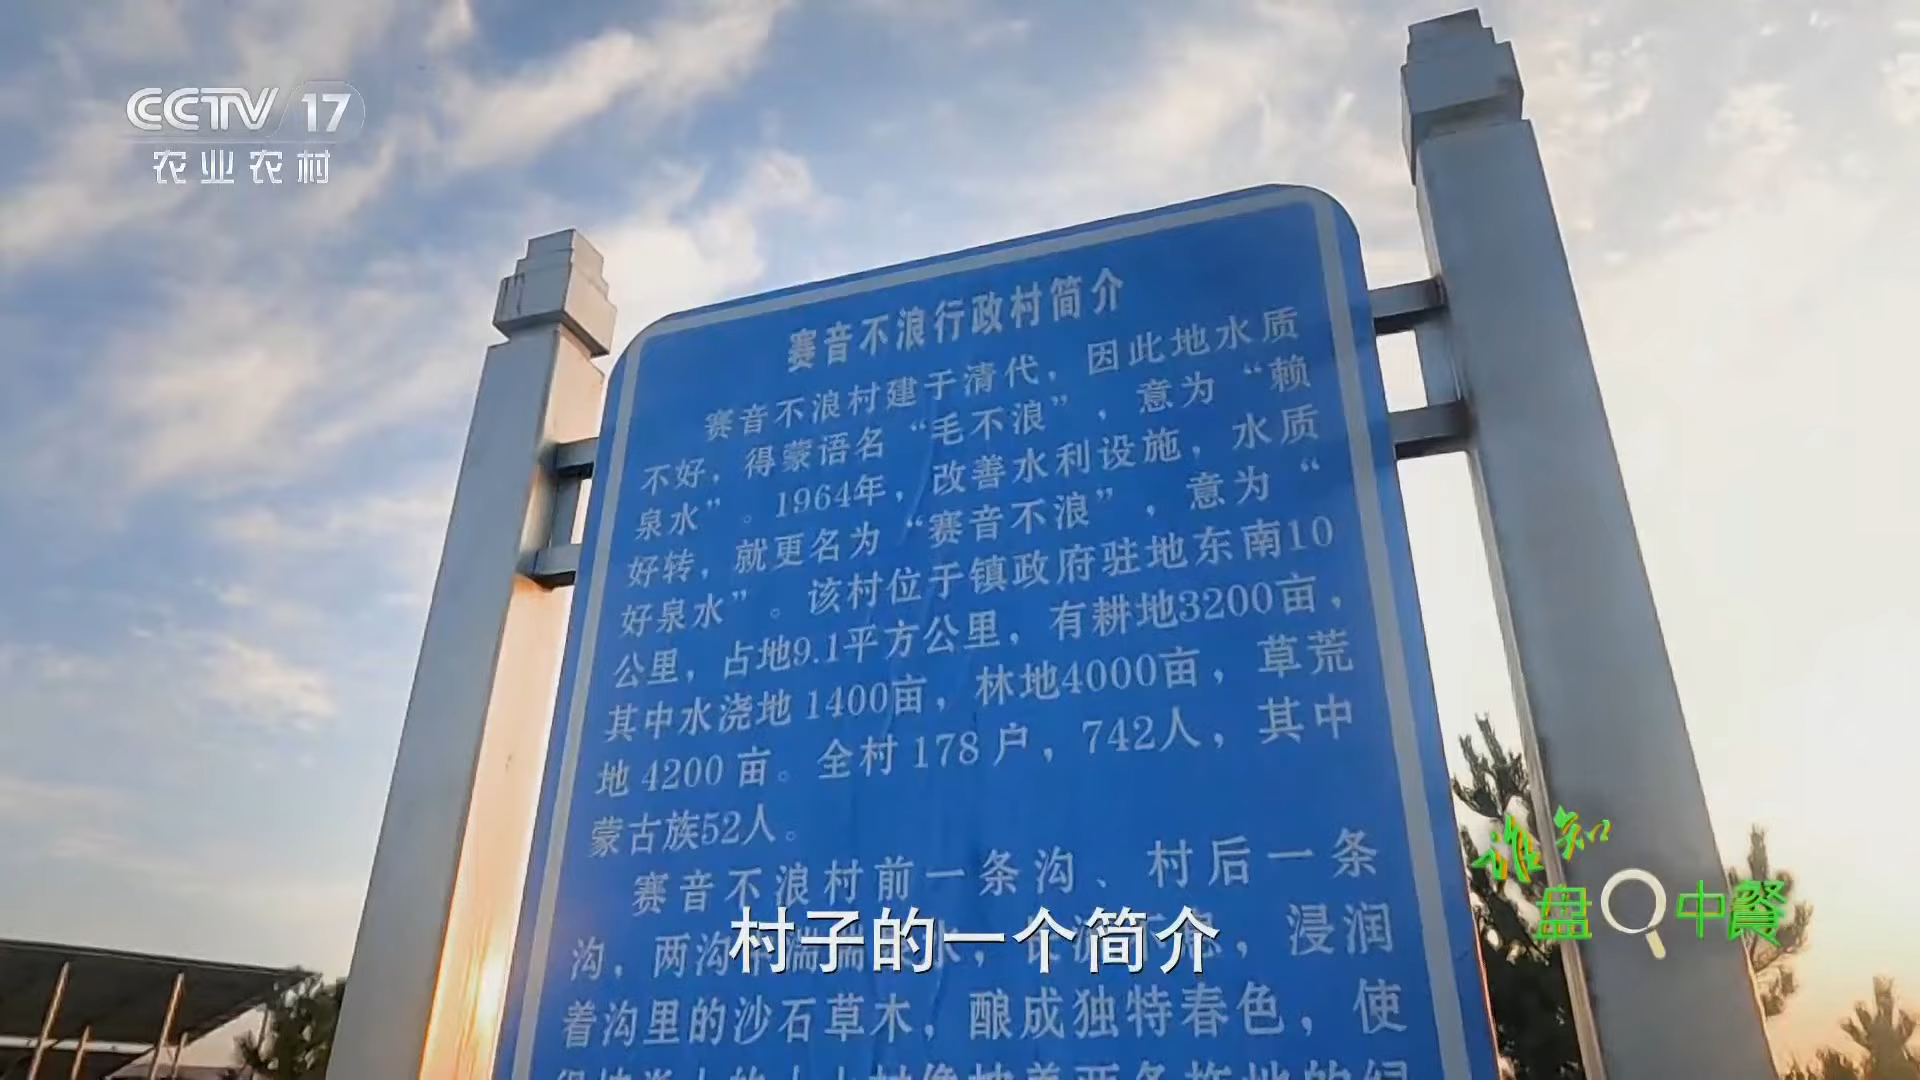 CCTV 17
农业农村
赛音不浪行政村简介
赛音不浪村建于清代，因此地水质
不好，得蒙语名“毛不浪”，意为“赖
泉水”。1964年，改善水利设施，水质
好转，就更名为“赛音不浪”，意为“
好泉水”。该村位于镇政府驻地东南10
公里，占地9.1平方公里，有耕地3200亩，
其中水浇地1400亩，林地4000亩，草荒
地4200亩。全村178户，742人，其中
蒙古族52人。
赛音不浪村前一条沟、村后一条
沟，两沟 ，浸润
着沟里的沙石草木，酿成独特春色，使
村子的一个简介
谁知
盘中餐